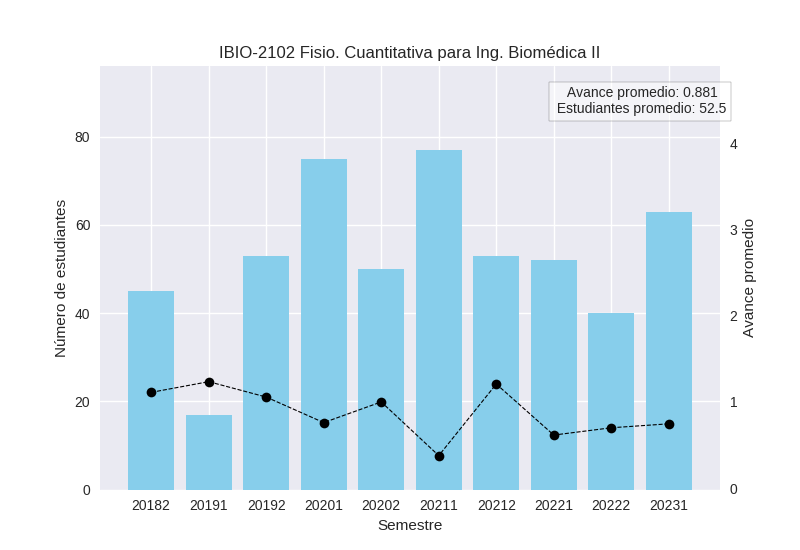 IBIO-2102 Fisio. Cuantitativa para Ing. Biomédica II
Avance promedio: 0.881
Estudiantes promedio: 52.5
80
60
40
20
0
Número de estudiantes
4
3
2
1
0
Avance promedio
20182 20191 20192 20201 20202 20211 20212 20221 20222 20231
Semestre